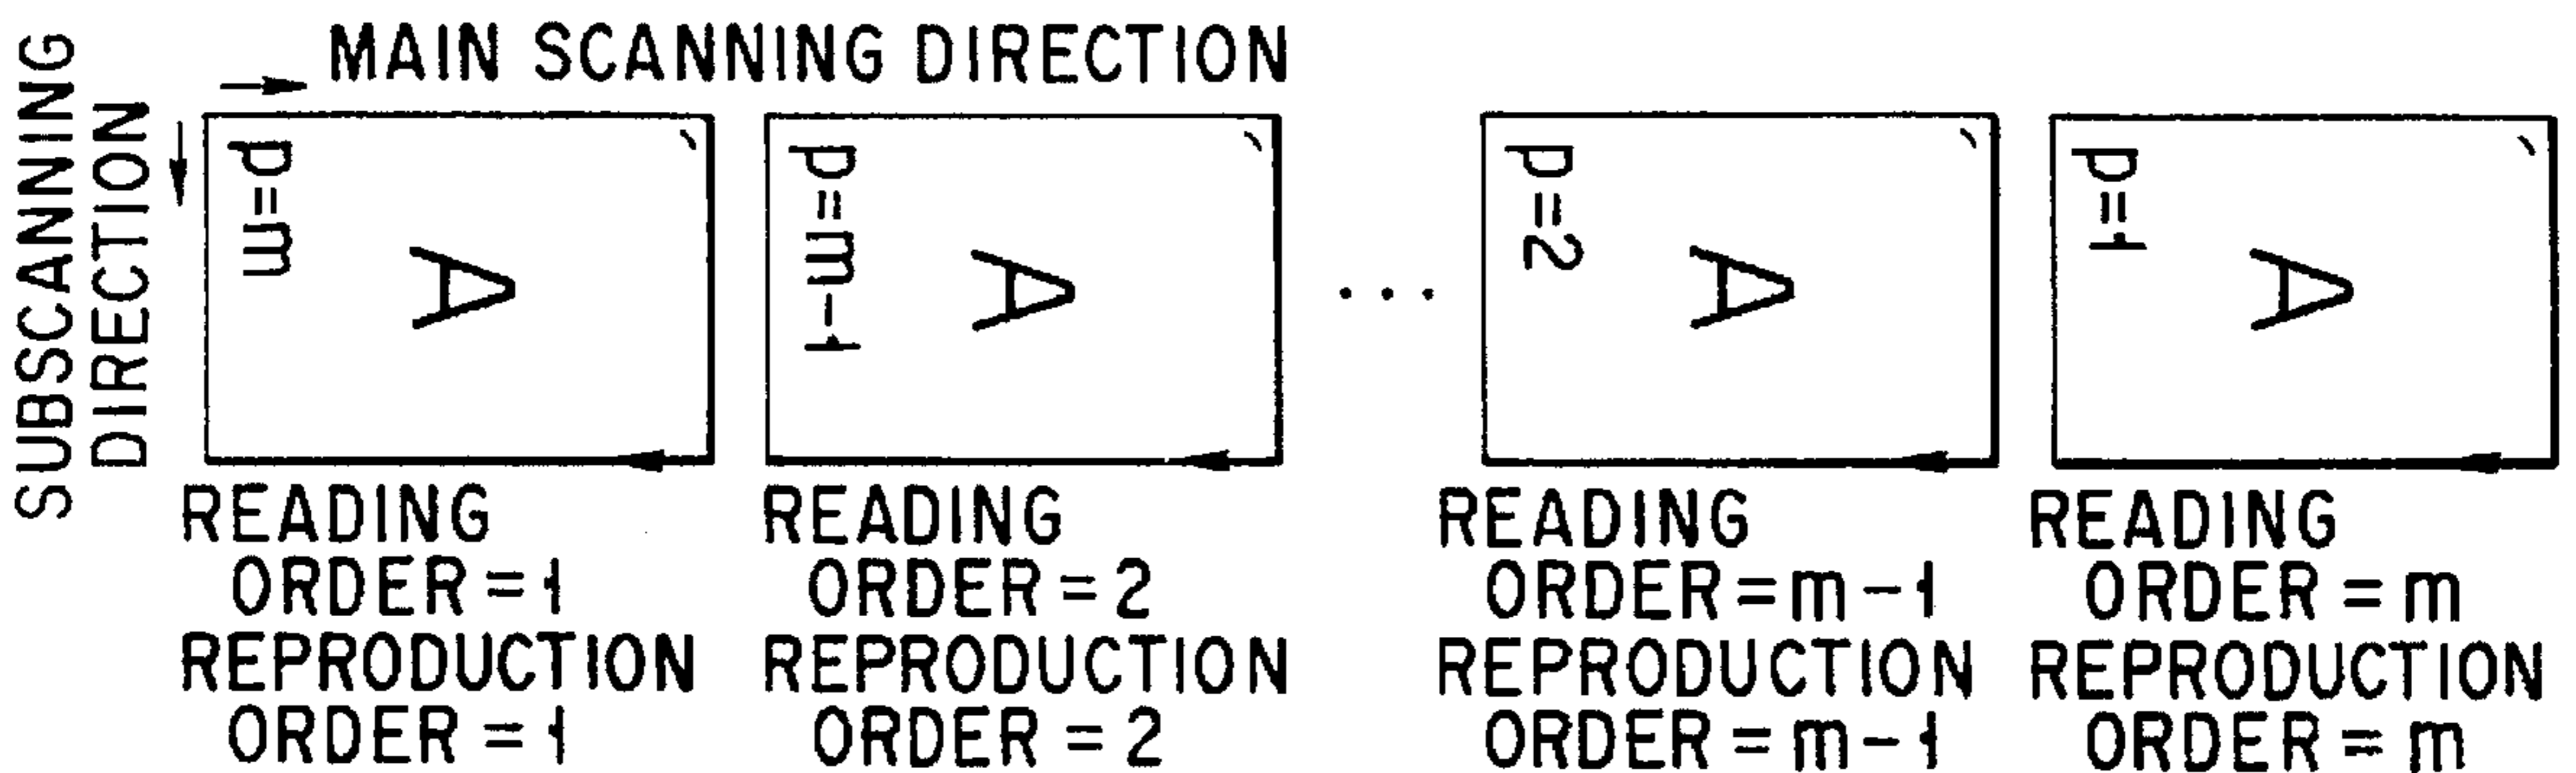 MAIN SCANNING DIRECTION
SUBSCANNING
DIRECTION
p=m
A
p=m-1
A
...
p=2
A
p=1
A
READING
ORDER=1
REPRODUCTION
ORDER=1
READING
ORDER=2
REPRODUCTION
ORDER=2
READING
ORDER=m-1
REPRODUCTION
ORDER=m-1
READING
ORDER=m
REPRODUCTION
ORDER=m